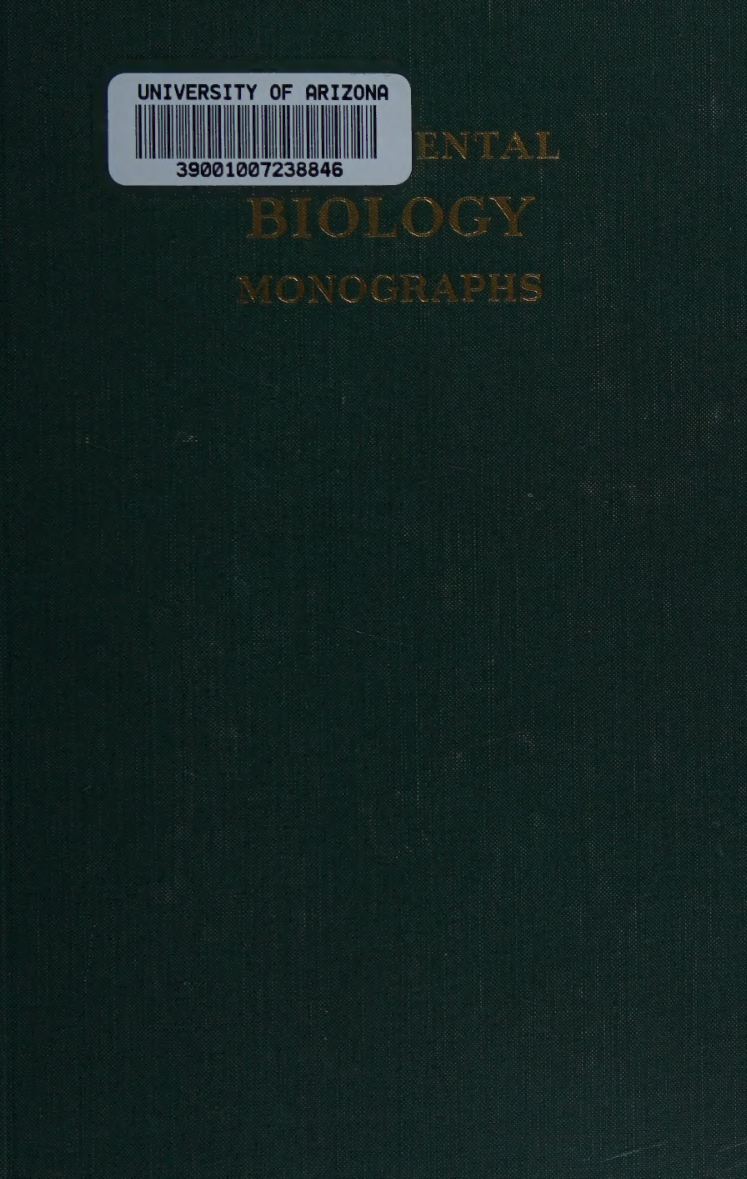 UNIVERSITY OF ARIZONA
39001007238846
ENTAL
BIOLOGY
MONOGRAPHS